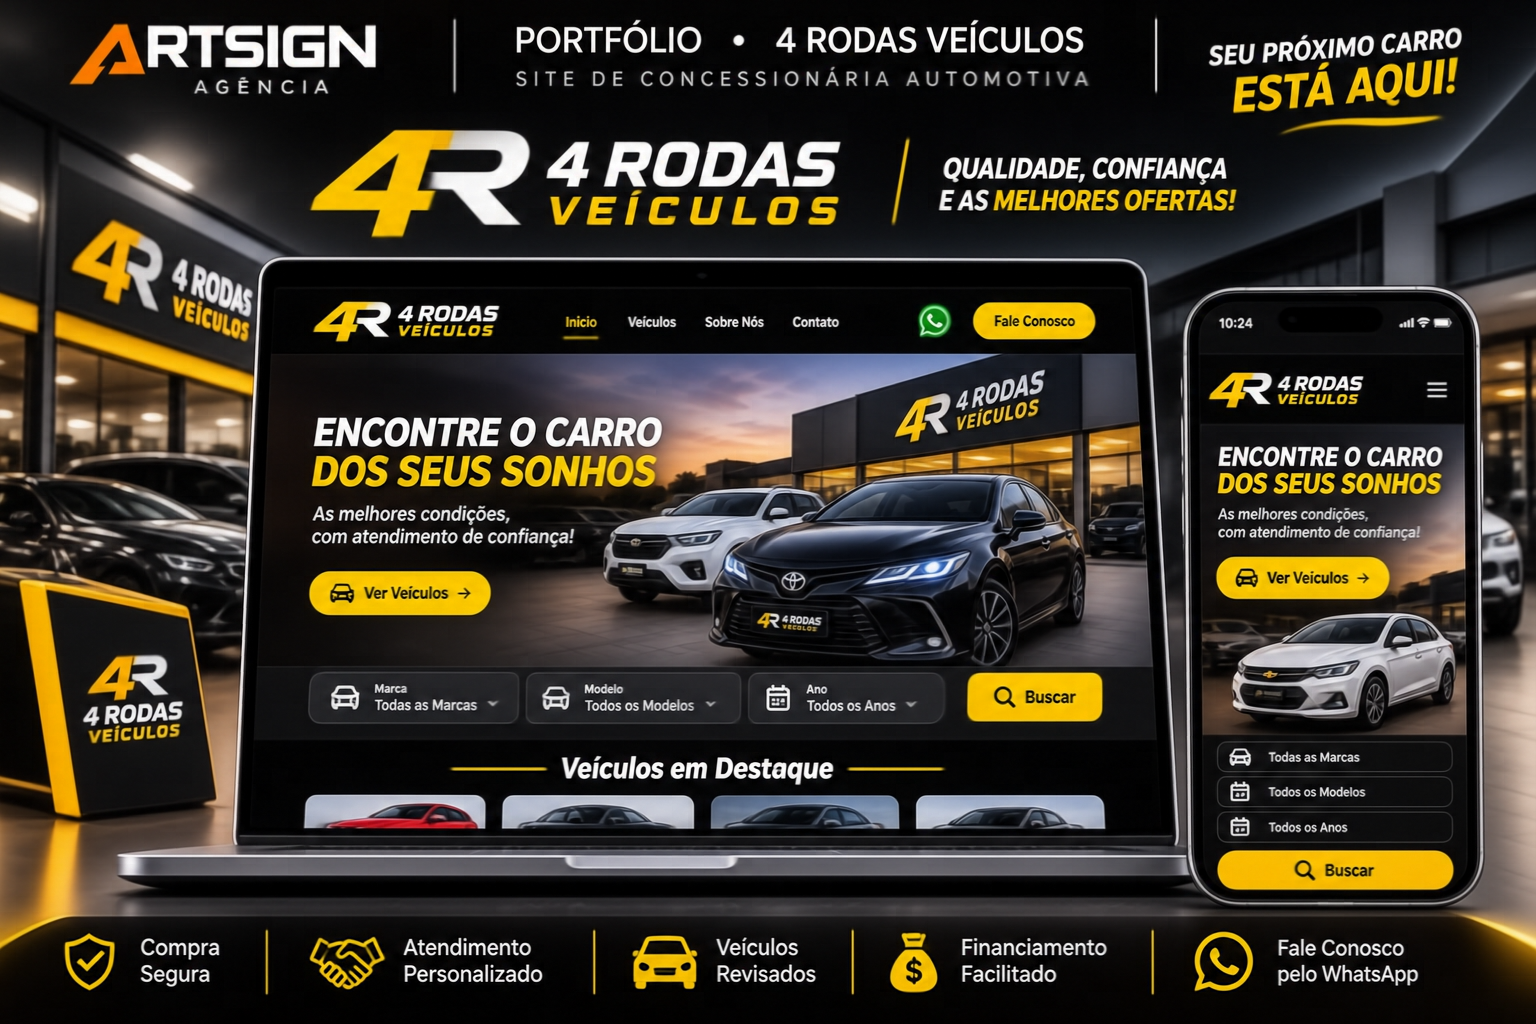 ARTSIGN
AGÊNCIA
PORTFÓLIO • 4 RODAS VEÍCULOS
SITE DE CONCESSIONÁRIA AUTOMOTIVA
SEU PRÓXIMO CARRO
ESTÁ AQUI!
4R 4 RODAS
VEÍCULOS
QUALIDADE, CONFIANÇA
E AS MELHORES OFERTAS!
4R 4 RODAS
VEÍCULOS
4R 4 RODAS
VEÍCULOS
Inicio
Veículos
Sobre Nós
Contato
Fale Conosco
ENCONTRE O CARRO
DOS SEUS SONHOS
As melhores condições,
com atendimento de confiança!
Ver Veículos →
4R 4 RODAS
VEÍCULOS
4R 4 RODAS
VEÍCULOS
Marca
Todas as Marcas
Modelo
Todos os Modelos
Ano
Todos os Anos
Buscar
Veículos em Destaque
4R
4 RODAS
VEÍCULOS
10:24
4R 4 RODAS
VEÍCULOS
ENCONTRE O CARRO
DOS SEUS SONHOS
As melhores condições,
com atendimento de confiança!
Ver Veículos →
Todas as Marcas
Todos os Modelos
Todos os Anos
Buscar
Compra
Segura
Atendimento
Personalizado
Veículos
Revisados
$
Financiamento
Facilitado
Fale Conosco
pelo WhatsApp